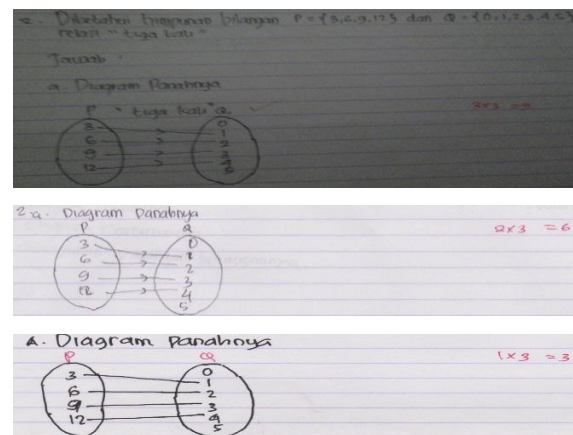 2. Diketahui himpunan bilangan P = {3,6,9,12} dan Q = {0,1,2,3,4,5}
relasi "tiga kali"
Jawab :
a. Diagram Panahnya
P "tiga kali" Q
3 0
6 1
9 2
12 3
4
5
3x3 = 9
2 a. Diagram Panahnya
P Q
3 0
6 1
9 2
12 3
4
5
2x3 = 6
A. Diagram Panahnya
P Q
3 0
6 1
9 2
12 3
4
5
1x3 = 3